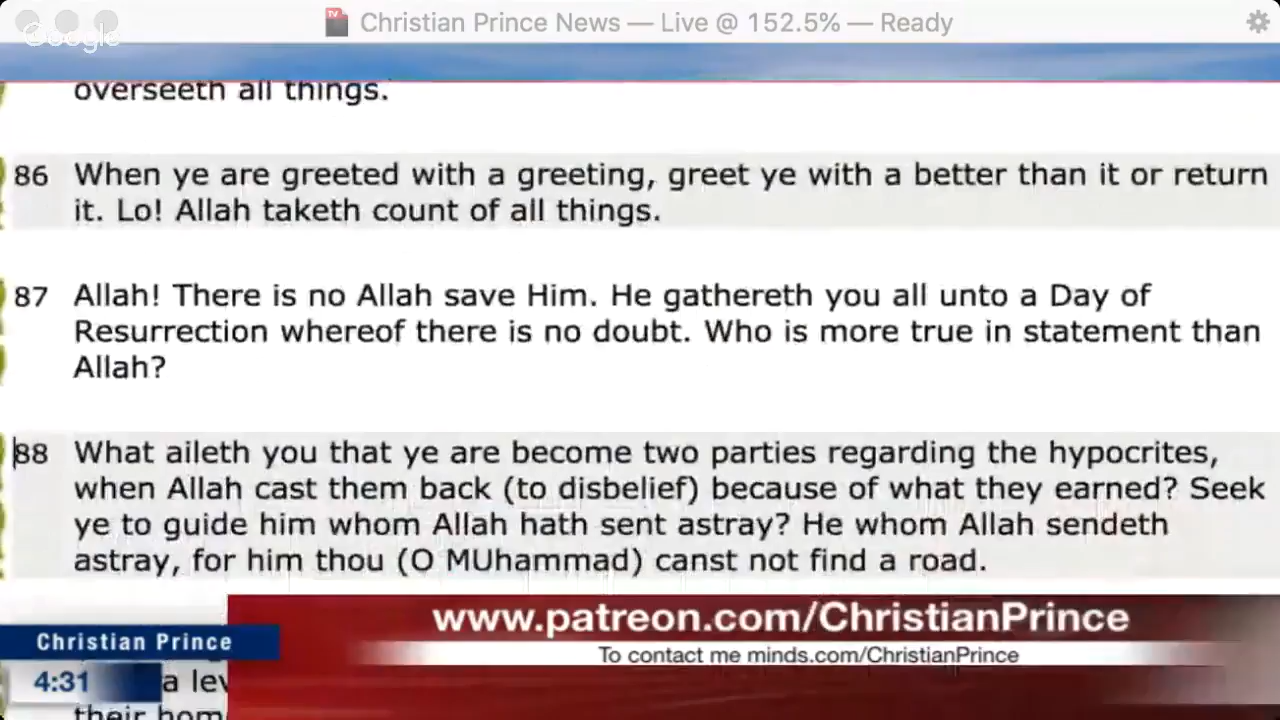 Christian Prince News — Live @ 152.5% — Ready
Google
overseeth all things.
86 When ye are greeted with a greeting, greet ye with a better than it or return
it. Lo! Allah taketh count of all things.
87 Allah! There is no Allah save Him. He gathereth you all unto a Day of
Resurrection whereof there is no doubt. Who is more true in statement than
Allah?
88 What aileth you that ye are become two parties regarding the hypocrites,
when Allah cast them back (to disbelief) because of what they earned? Seek
ye to guide him whom Allah hath sent astray? He whom Allah sendeth
astray, for him thou (O MUhammad) canst not find a road.
www.patreon.com/ChristianPrince
Christian Prince
To contact me minds.com/ChristianPrince
4:31
a lev
their hom